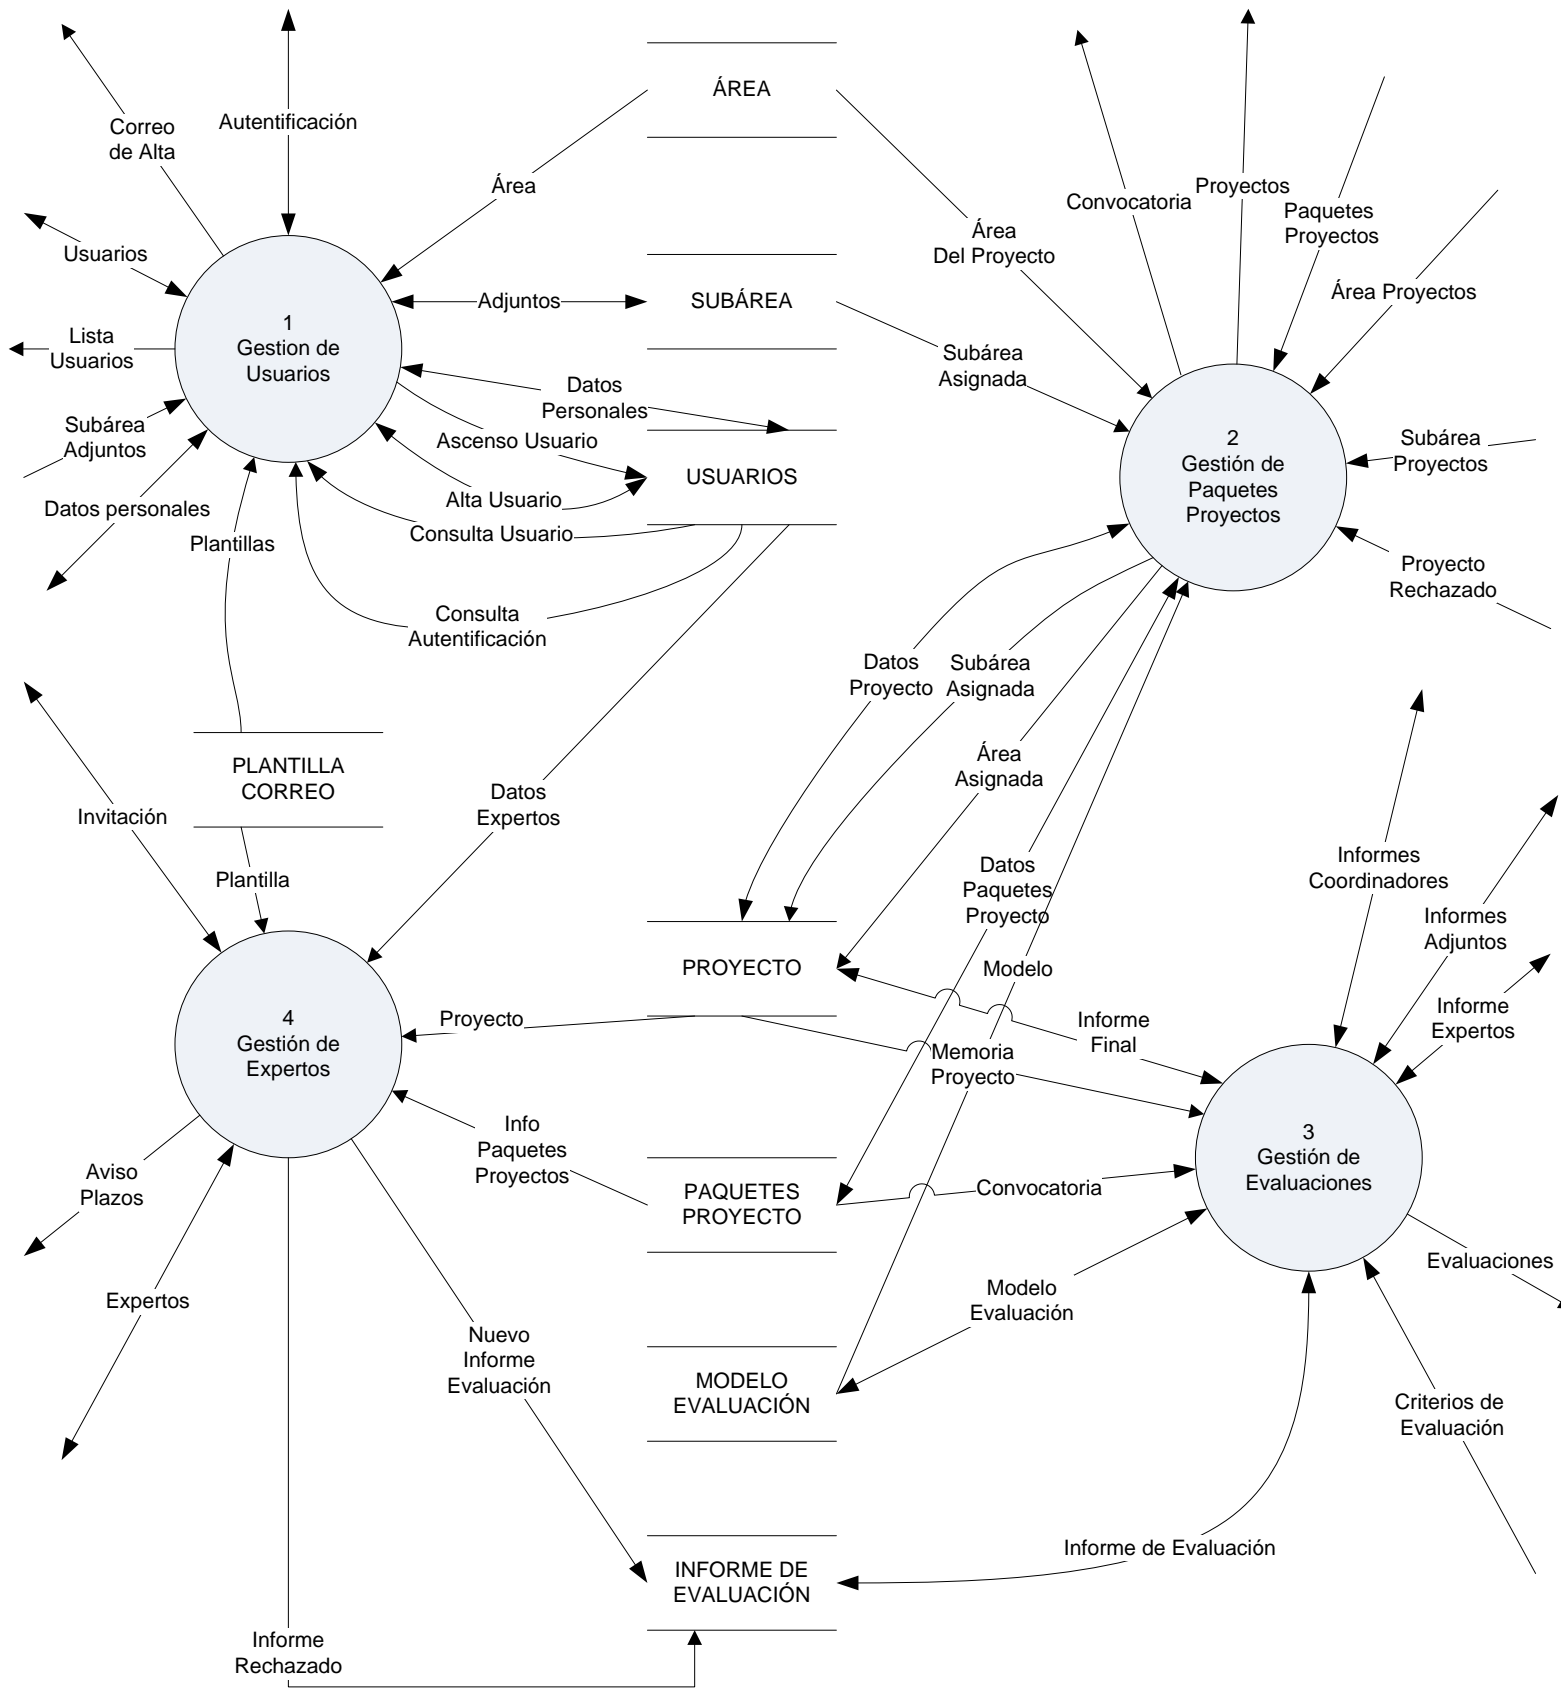 ÁREA
Correo
de Alta
Autentificación
Área
Convocatoria
Proyectos
Paquetes
Proyectos
Área
Del Proyecto
Usuarios
Adjuntos
SUBÁREA
Área Proyectos
1
Gestion de
Usuarios
Lista
Usuarios
Subárea
Asignada
Datos
Personales
Subárea
Adjuntos
Ascenso Usuario
USUARIOS
2
Gestión de
Paquetes
Proyectos
Subárea
Proyectos
Alta Usuario
Datos personales
Consulta Usuario
Plantillas
Proyecto
Rechazado
Consulta
Autentificación
Datos
Proyecto
Subárea
Asignada
PLANTILLA
CORREO
Área
Asignada
Invitación
Datos
Expertos
Plantilla
Datos
Paquetes
Proyecto
Informes
Coordinadores
Informes
Adjuntos
PROYECTO
Modelo
4
Gestión de
Expertos
Proyecto
Informe
Final
Informe
Expertos
Memoria
Proyecto
Info
Paquetes
Proyectos
3
Gestión de
Evaluaciones
Aviso
Plazos
PAQUETES
PROYECTO
Convocatoria
Evaluaciones
Expertos
Modelo
Evaluación
Nuevo
Informe
Evaluación
MODELO
EVALUACIÓN
Criterios de
Evaluación
Informe de Evaluación
INFORME DE
EVALUACIÓN
Informe
Rechazado